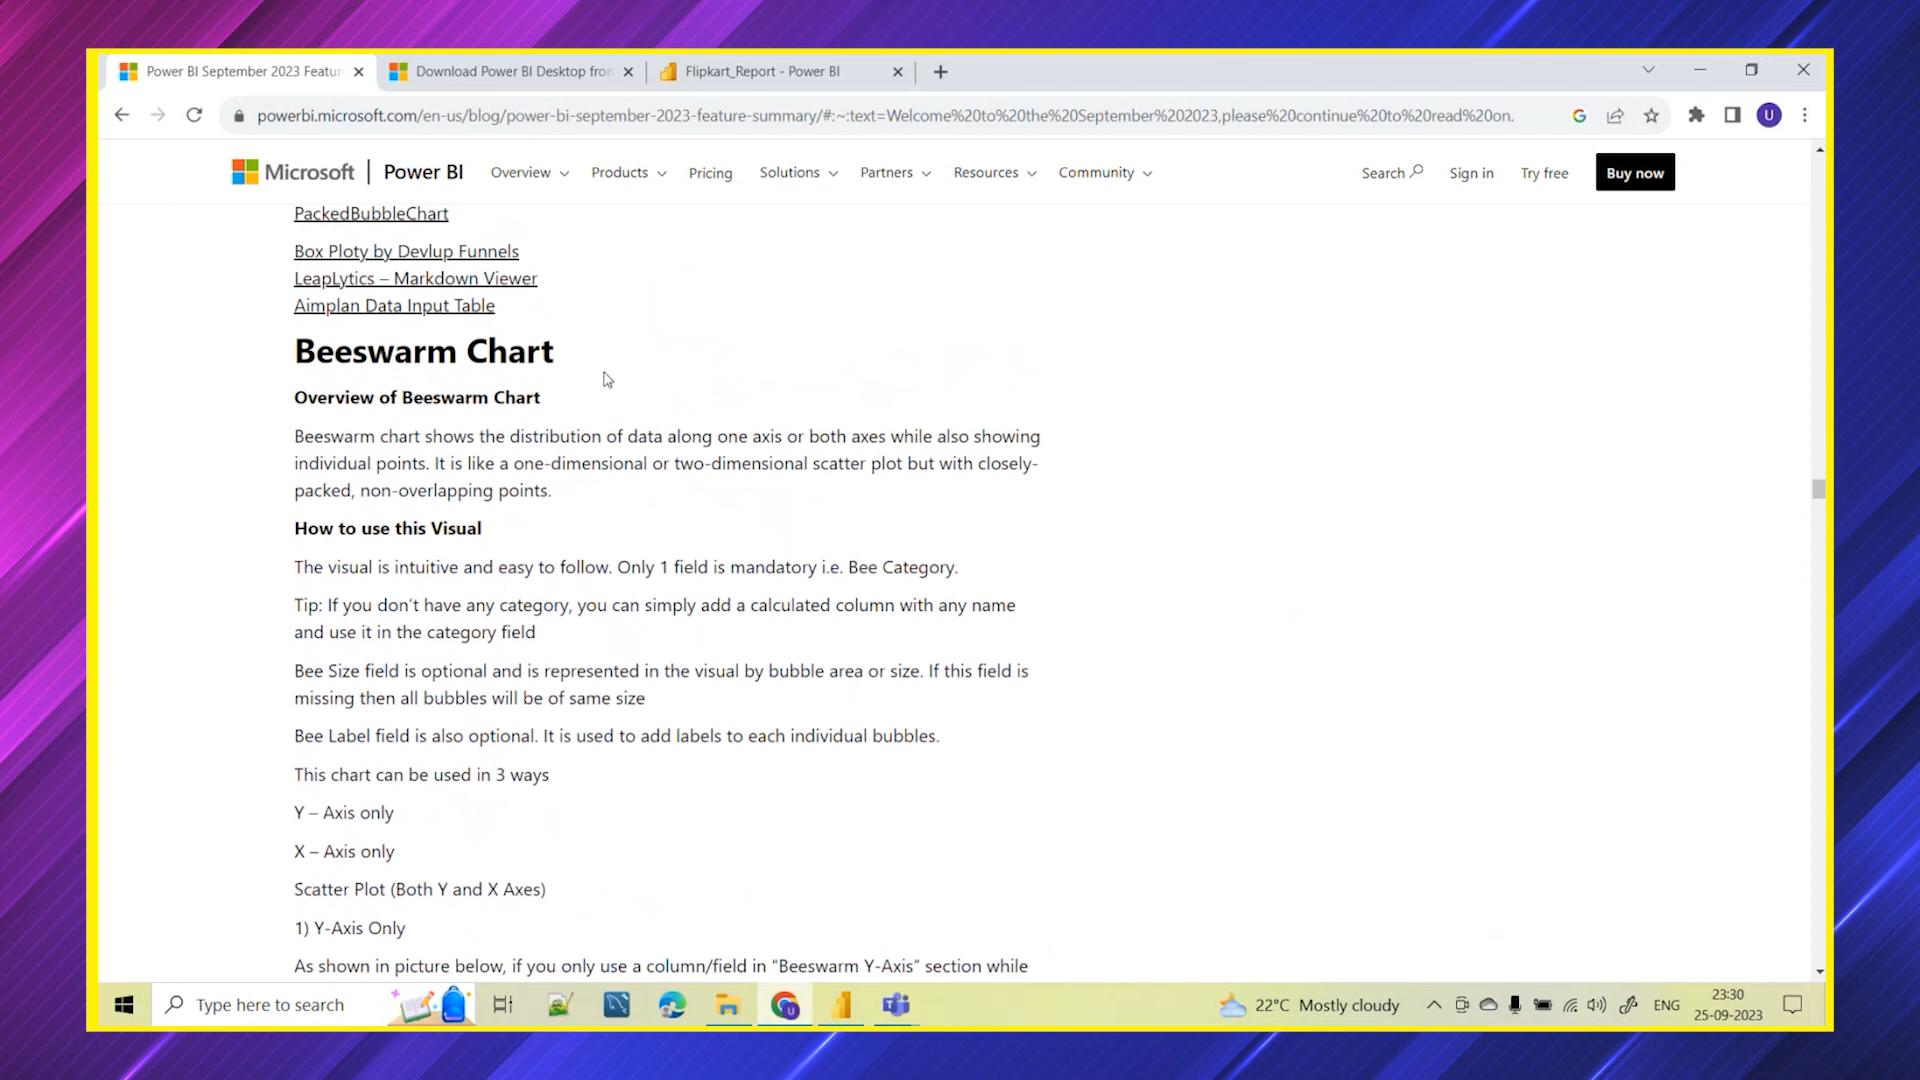 Power BI September 2023 Featur
Download Power BI Desktop fron
Flipkart_Report - Power BI
powerbi.microsoft.com/en-us/blog/power-bi-september-2023-feature-summary/#:~:text=Welcome%20to%20the%20September%202023,please%20continue%20to%20read%20on.
U
Microsoft | Power BI
Overview
Products
Pricing
Solutions
Partners
Resources
Community
Search
Sign in
Try free
Buy now
PackedBubbleChart
Box Ploty by Devlup Funnels
LeapLytics – Markdown Viewer
Aimplan Data Input Table
Beeswarm Chart
Overview of Beeswarm Chart
Beeswarm chart shows the distribution of data along one axis or both axes while also showing
individual points. It is like a one-dimensional or two-dimensional scatter plot but with closely-
packed, non-overlapping points.
How to use this Visual
The visual is intuitive and easy to follow. Only 1 field is mandatory i.e. Bee Category.
Tip: If you don't have any category, you can simply add a calculated column with any name
and use it in the category field
Bee Size field is optional and is represented in the visual by bubble area or size. If this field is
missing then all bubbles will be of same size
Bee Label field is also optional. It is used to add labels to each individual bubbles.
This chart can be used in 3 ways
Y – Axis only
X – Axis only
Scatter Plot (Both Y and X Axes)
1) Y-Axis Only
As shown in picture below, if you only use a column/field in “Beeswarm Y-Axis” section while
Type here to search
22°C Mostly cloudy
ENG
23:30
25-09-2023